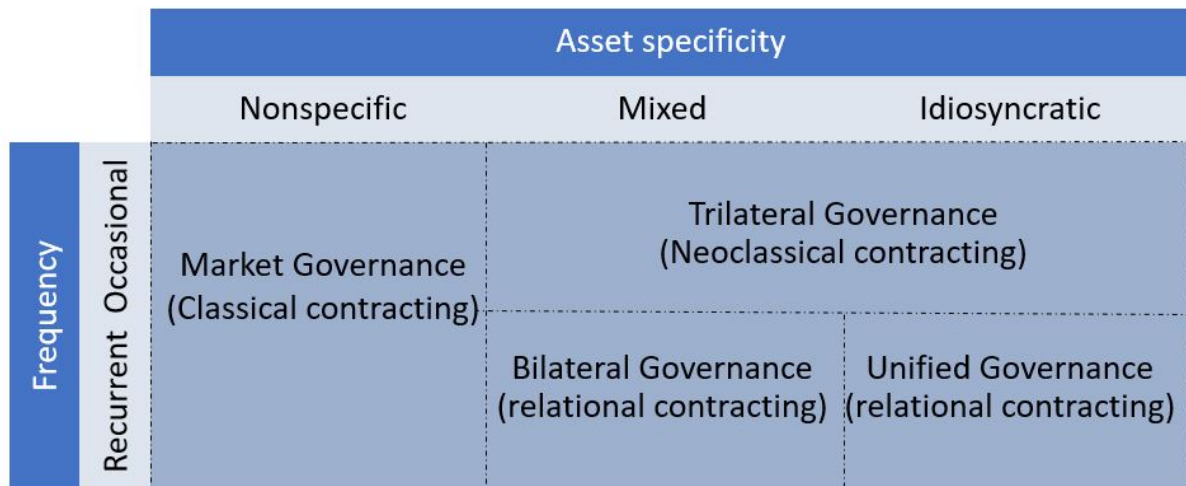 Asset specificity
Nonspecific
Mixed
Idiosyncratic
Frequency
Occasional
Recurrent
Market Governance
(Classical contracting)
Trilateral Governance
(Neoclassical contracting)
Bilateral Governance
(relational contracting)
Unified Governance
(relational contracting)